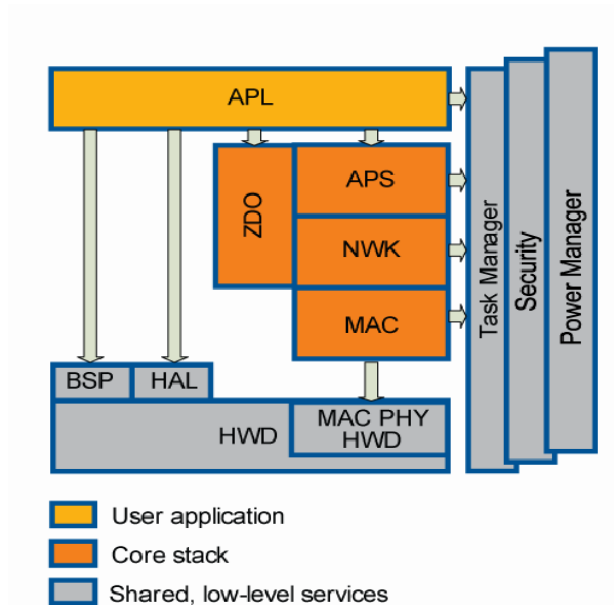 APL
ZDO
APS
NWK
MAC
BSP
HAL
HWD
MAC PHY
HWD
Task Manager
Security
Power Manager
User application
Core stack
Shared, low-level services